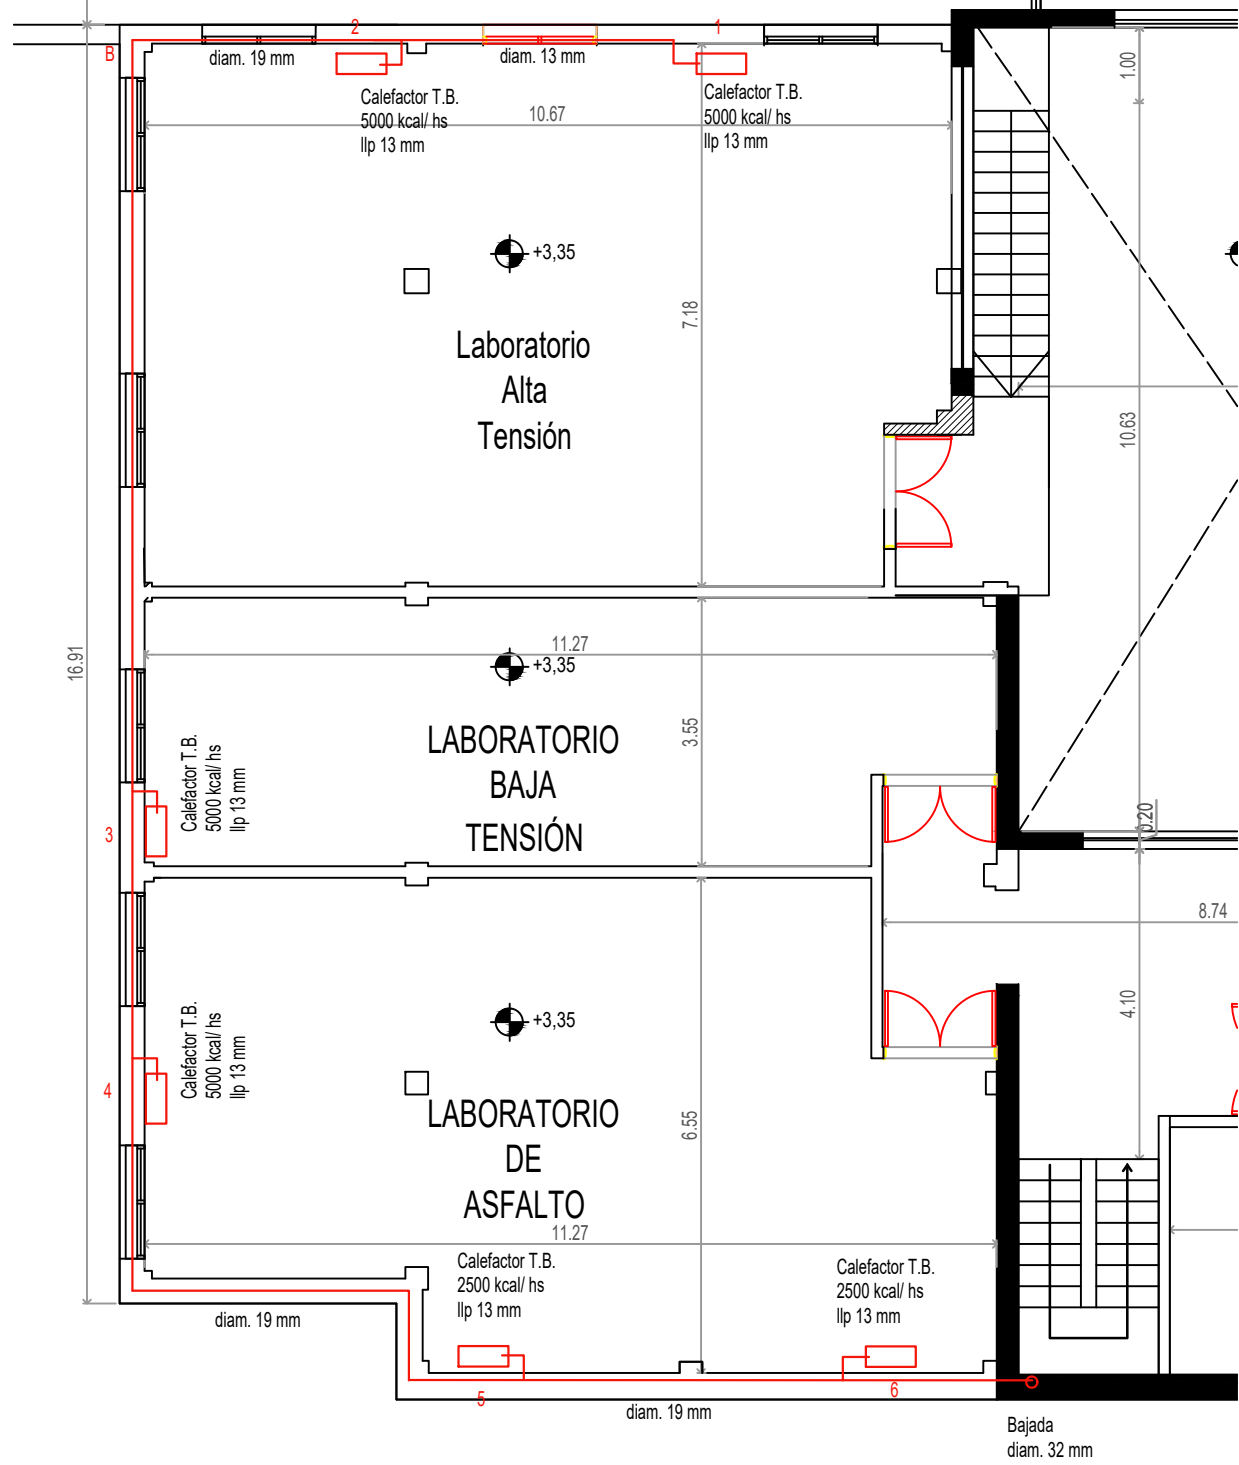 2
1
B
diam. 19 mm
diam. 13 mm
Calefactor T.B.
5000 kcal/ hs
llp 13 mm
Calefactor T.B.
5000 kcal/ hs
llp 13 mm
10.67
1.00
+3,35
7.18
Laboratorio
Alta
Tensión
10.63
16.91
11.27
+3,35
3.55
LABORATORIO
BAJA
TENSIÓN
Calefactor T.B.
5000 kcal/ hs
llp 13 mm
3
0.20
8.74
4.10
+3,35
Calefactor T.B.
5000 kcal/ hs
llp 13 mm
4
LABORATORIO
DE
ASFALTO
6.55
11.27
Calefactor T.B.
2500 kcal/ hs
llp 13 mm
Calefactor T.B.
2500 kcal/ hs
llp 13 mm
diam. 19 mm
5
6
diam. 19 mm
Bajada
diam. 32 mm